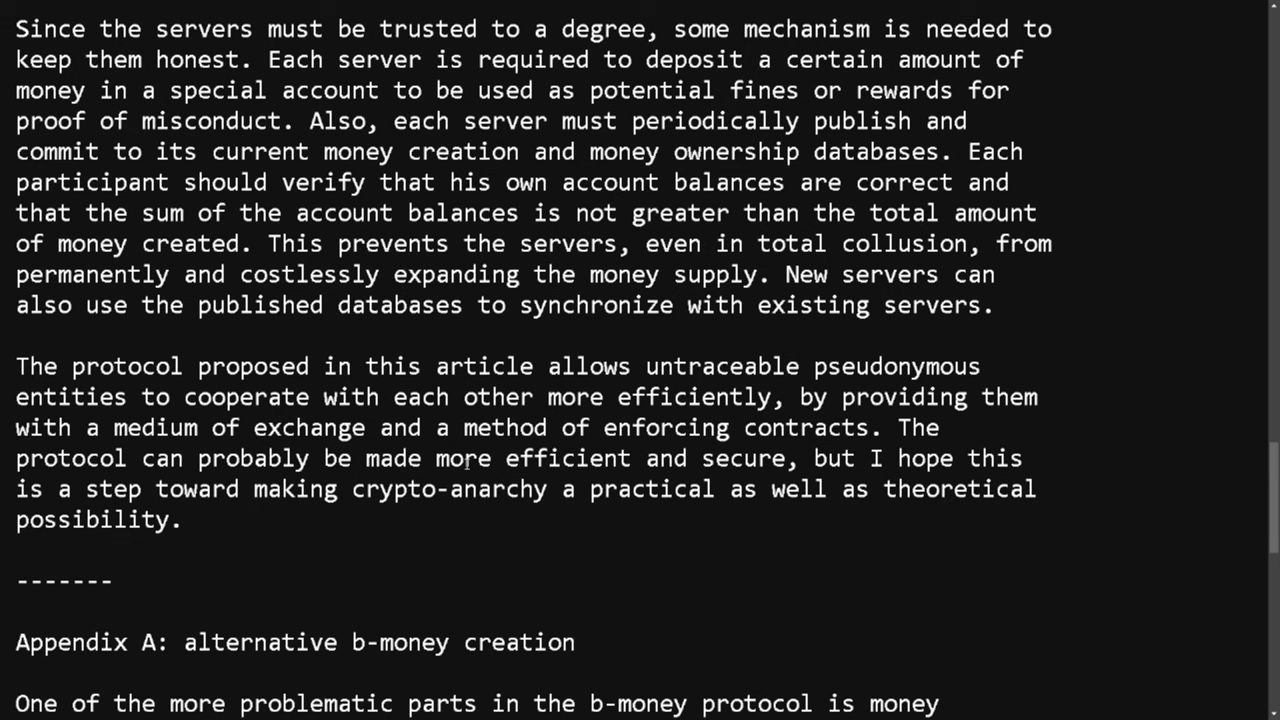 Since the servers must be trusted to a degree, some mechanism is needed to
keep them honest. Each server is required to deposit a certain amount of
money in a special account to be used as potential fines or rewards for
proof of misconduct. Also, each server must periodically publish and
commit to its current money creation and money ownership databases. Each
participant should verify that his own account balances are correct and
that the sum of the account balances is not greater than the total amount
of money created. This prevents the servers, even in total collusion, from
permanently and costlessly expanding the money supply. New servers can
also use the published databases to synchronize with existing servers.
The protocol proposed in this article allows untraceable pseudonymous
entities to cooperate with each other more efficiently, by providing them
with a medium of exchange and a method of enforcing contracts. The
protocol can probably be made more efficient and secure, but I hope this
is a step toward making crypto-anarchy a practical as well as theoretical
possibility.
-------
Appendix A: alternative b-money creation
One of the more problematic parts in the b-money protocol is money